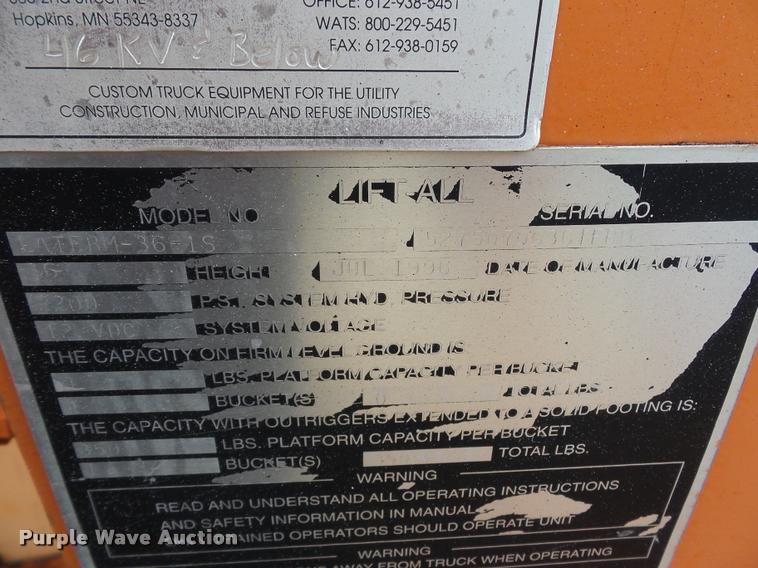 Hopkins, MN 55343-8337
OFFICE: 612-938-5451
WATS: 800-229-5451
FAX: 612-938-0159
46 KV & Below
CUSTOM TRUCK EQUIPMENT FOR THE UTILITY
CONSTRUCTION, MUNICIPAL AND REFUSE INDUSTRIES
LIFT-ALL
MODEL NO. SERIAL NO.
HEIGHT JUL 1996 DATE OF MANUFACTURE
P.S.I. SYSTEM HYD. PRESSURE
12 VDC SYSTEM VOLTAGE
THE CAPACITY ON FIRM LEVEL GROUND IS
LBS. PLATFORM CAPACITY PER BUCKET
BUCKET(S) 0 TOTAL LBS.
THE CAPACITY WITH OUTRIGGERS EXTENDED TO A SOLID FOOTING IS:
LBS. PLATFORM CAPACITY PER BUCKET
BUCKET(S) TOTAL LBS.
WARNING
READ AND UNDERSTAND ALL OPERATING INSTRUCTIONS
AND SAFETY INFORMATION IN MANUAL
OPERATORS SHOULD OPERATE UNIT
WARNING
AWAY FROM TRUCK WHEN OPERATING
Purple Wave Auction